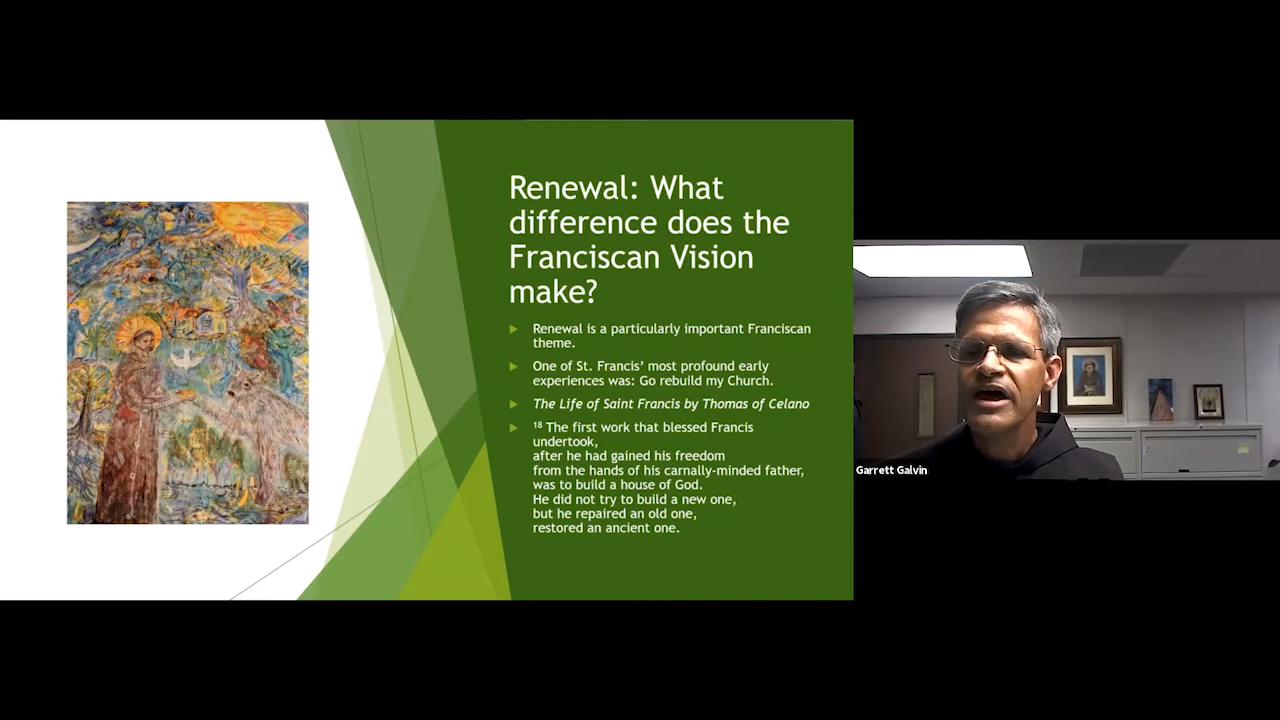 Renewal: What
difference does the
Franciscan Vision
make?
Renewal is a particularly important Franciscan
theme.
One of St. Francis’ most profound early
experiences was: Go rebuild my Church.
The Life of Saint Francis by Thomas of Celano
18 The first work that blessed Francis
undertook,
after he had gained his freedom
from the hands of his carnally-minded father,
was to build a house of God.
He did not try to build a new one,
but he repaired an old one,
restored an ancient one.
Garrett Galvin